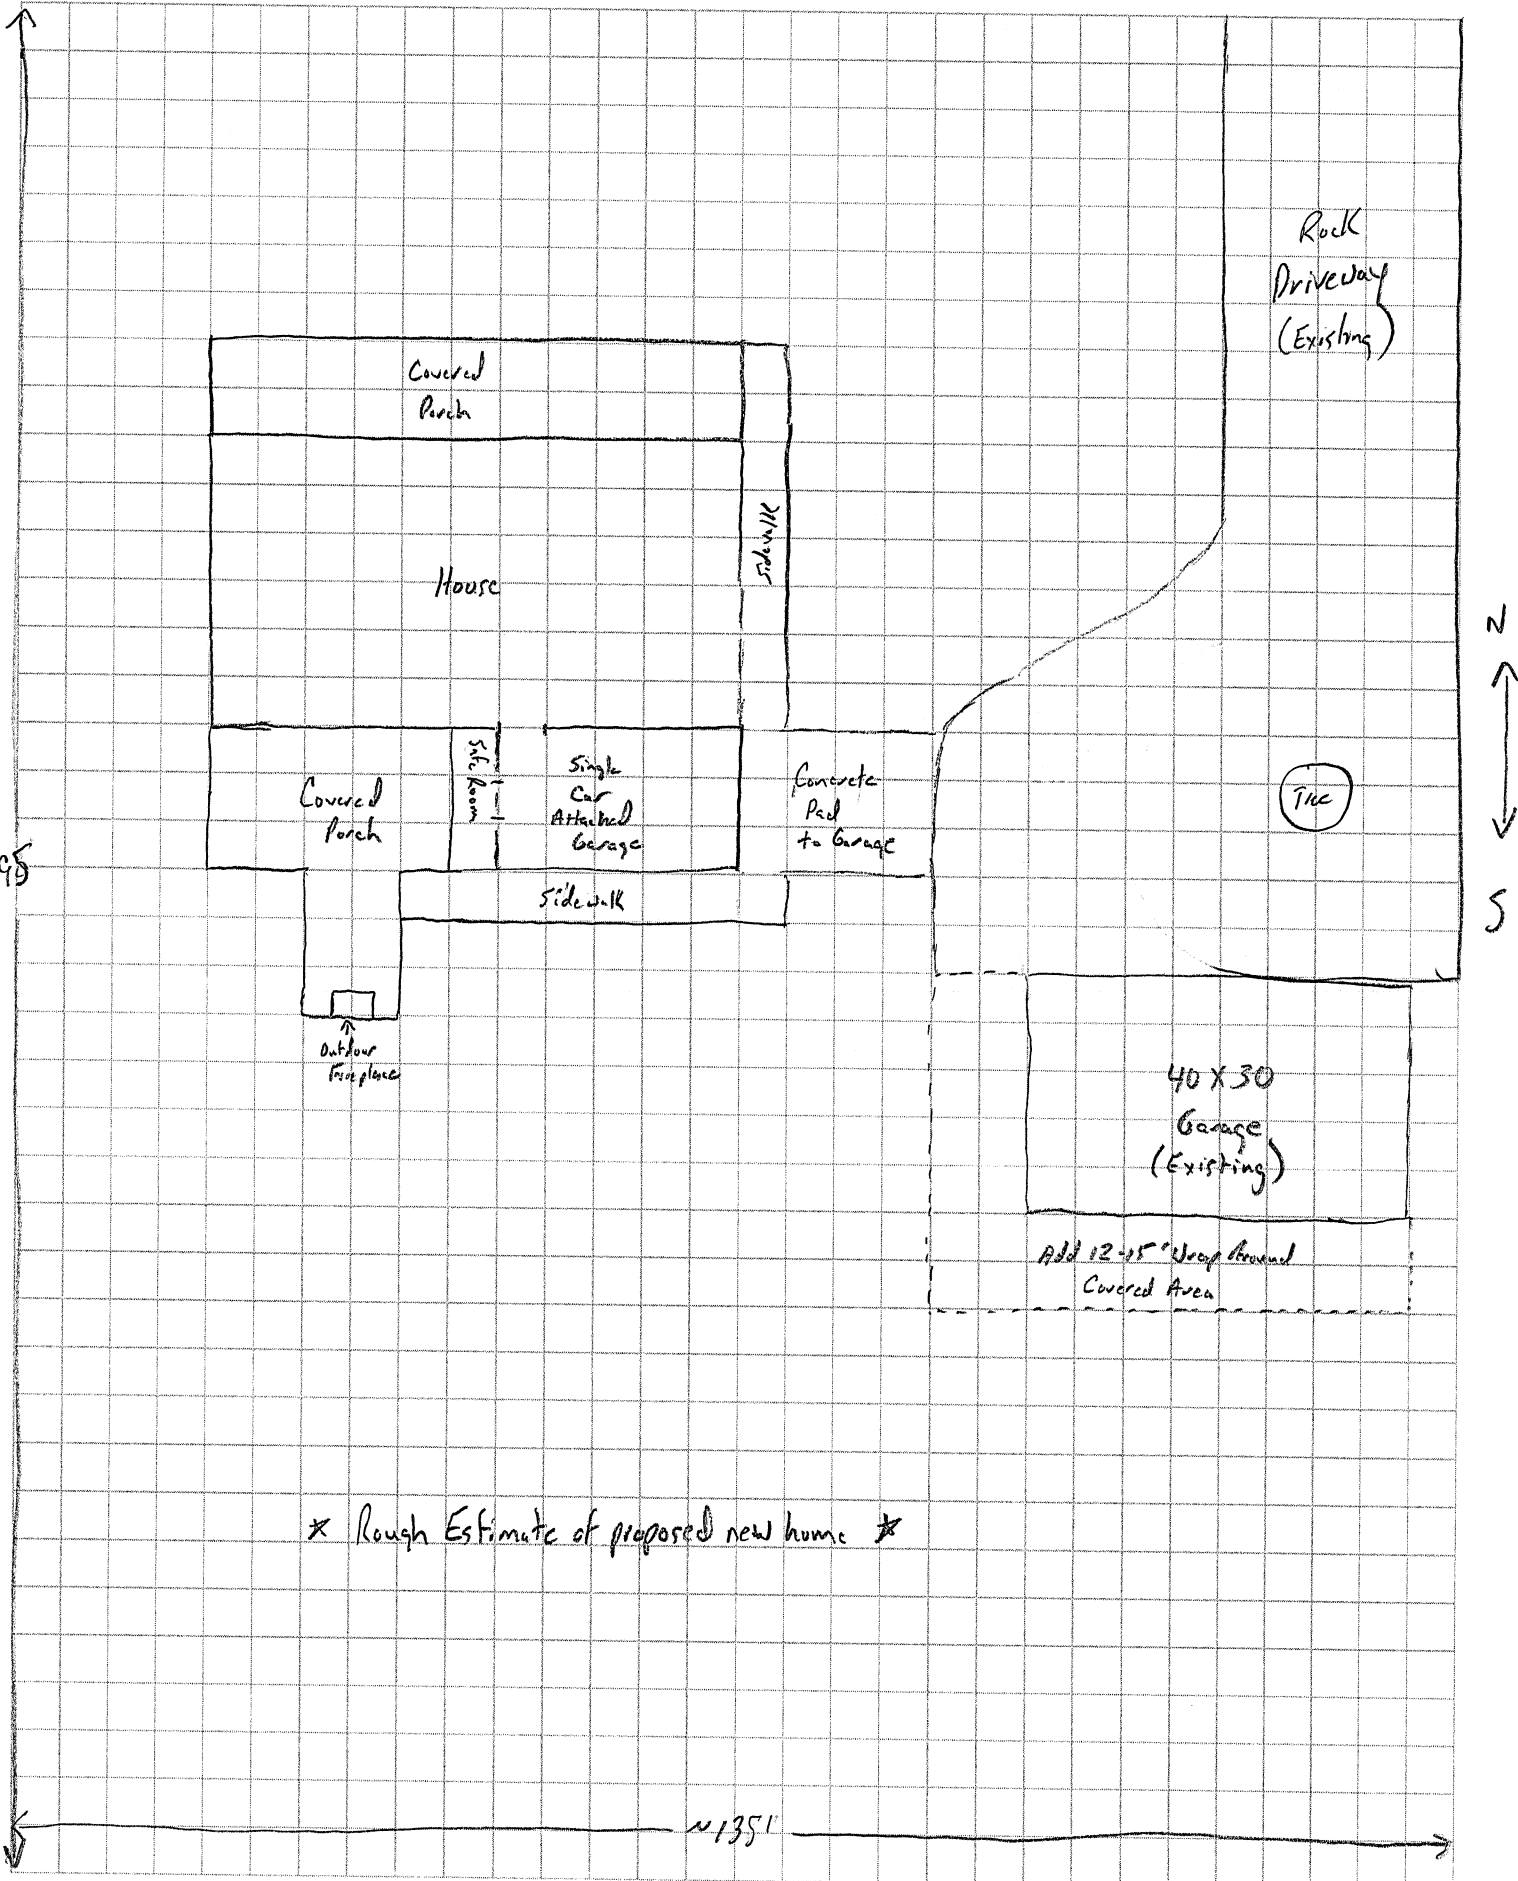 Rock
Driveway
(Existing)
Covered
Porch
Sidewalk
House
N
Safe Room
Single
Car
Attached
Garage
Concrete
Pad
to Garage
Covered
Porch
Tree
S
Sidewalk
Outdoor
Fireplace
40 X 30
Garage
(Existing)
Add 12-15' Wrap Around
Covered Area
* Rough Estimate of proposed new home *
~135'